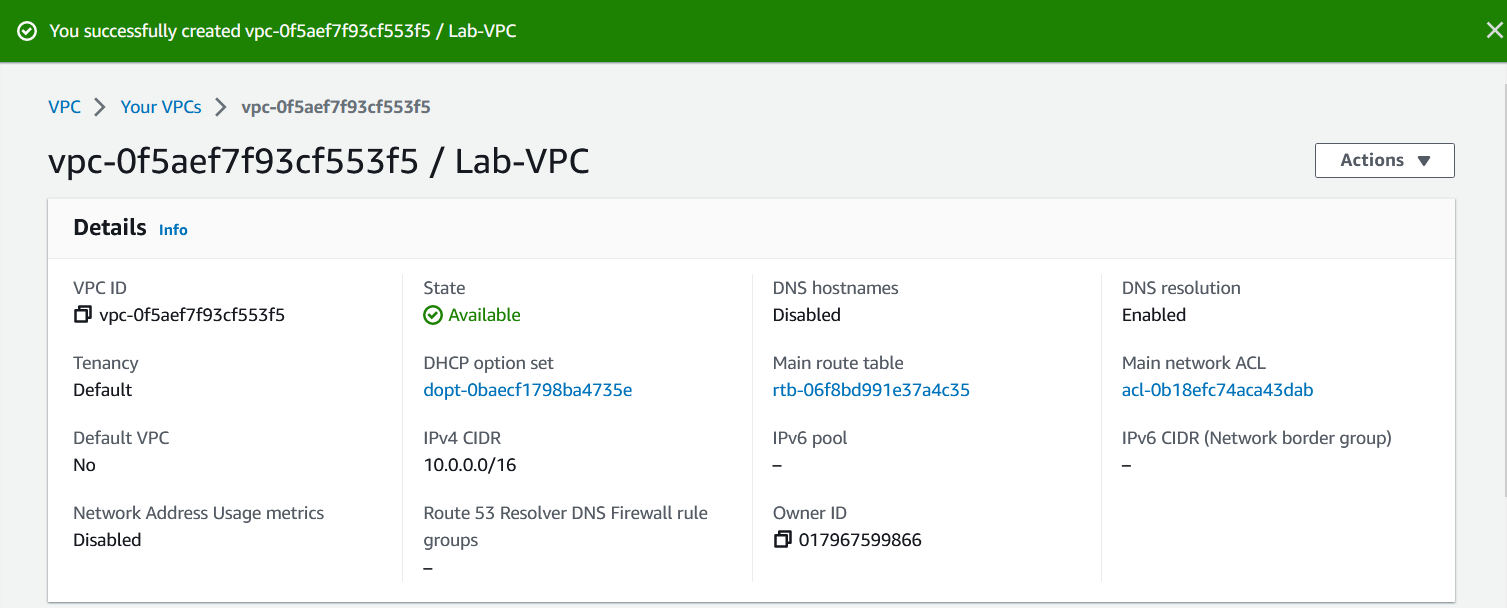 You successfully created vpc-0f5aef7f93cf553f5 / Lab-VPC
VPC > Your VPCs > vpc-0f5aef7f93cf553f5
vpc-0f5aef7f93cf553f5 / Lab-VPC
Actions
Details Info
VPC ID
vpc-0f5aef7f93cf553f5
State
Available
DNS hostnames
Disabled
DNS resolution
Enabled
Tenancy
Default
DHCP option set
dopt-0baecf1798ba4735e
Main route table
rtb-06f8bd991e37a4c35
Main network ACL
acl-0b18efc74aca43dab
Default VPC
No
IPv4 CIDR
10.0.0.0/16
IPv6 pool
–
IPv6 CIDR (Network border group)
–
Network Address Usage metrics
Disabled
Route 53 Resolver DNS Firewall rule
groups
–
Owner ID
017967599866